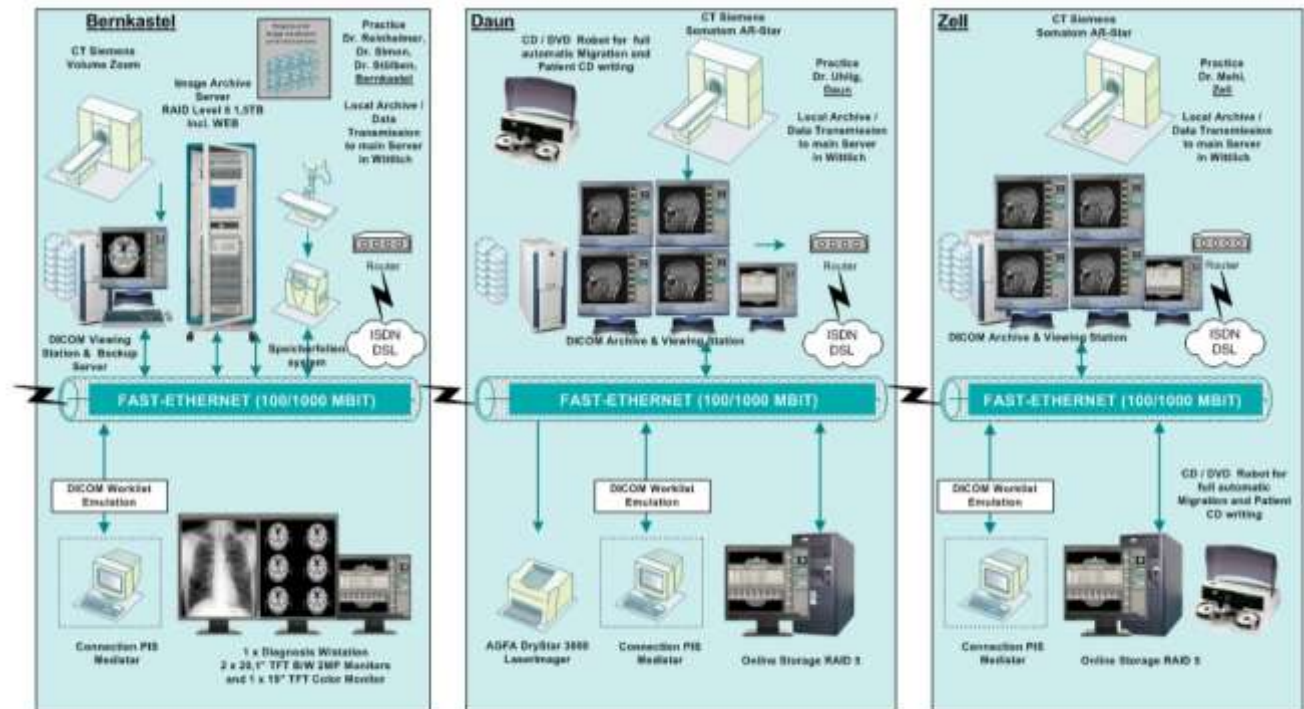 Bernkastel
CT Siemens
Volume Zoom
Image Archive
Server
RAID Level 5 1,5TB
Incl. WEB
Practice
Dr. Reinheimer,
Dr. Simon,
Dr. Stölben,
Bernkastel
Local Archive /
Data
Transmission
to main Server
in Wittlich
Router
ISDN
DSL
DICOM Viewing
Station & Backup
Server
Speicherfolien
system
FAST-ETHERNET (100/1000 MBIT)
DICOM Worklist
Emulation
Connection PIS
Medistar
1 x Diagnosis W/station
2 x 20,1" TFT B/W 2MP Monitors
and 1 x 19" TFT Color Monitor
Daun
CD / DVD Robot for full
automatic Migration and
Patient CD writing
CT Siemens
Somatom AR-Star
Practice
Dr. Uhlig,
Daun
Local Archive /
Data Transmission
to main Server
in Wittlich
Router
ISDN
DSL
DICOM Archive & Viewing Station
FAST-ETHERNET (100/1000 MBIT)
DICOM Worklist
Emulation
AGFA DryStar 3000
LaserImager
Connection PIS
Medistar
Online Storage RAID 5
Zell
CT Siemens
Somatom AR-Star
Practice
Dr. Mohl,
Zell
Local Archive /
Data Transmission
to main Server
in Wittlich
Router
ISDN
DSL
DICOM Archive & Viewing Station
FAST-ETHERNET (100/1000 MBIT)
DICOM Worklist
Emulation
CD / DVD Robot for
full automatic
Migration and Patient
CD writing
Connection PIS
Medistar
Online Storage RAID 5